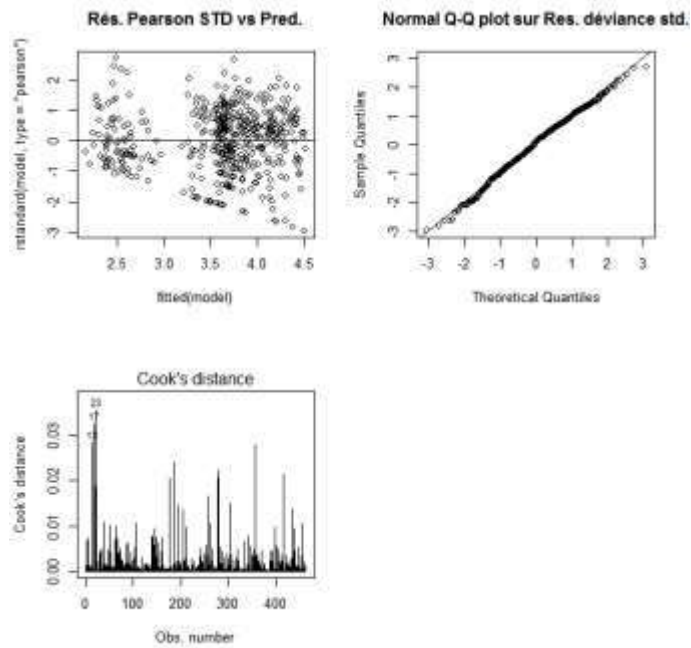 Rés. Pearson STD vs Pred.
rstandard(model, type = "pearson")
2
1
0
-1
-2
-3
2.5 3.0 3.5 4.0 4.5
fitted(model)
Normal Q-Q plot sur Res. déviance std.
Sample Quantiles
3
2
1
0
-1
-2
-3
-3 -2 -1 0 1 2 3
Theoretical Quantiles
Cook's distance
Cook's distance
23
0.03
0.02
0.01
0.00
0 100 200 300 400
Obs. number